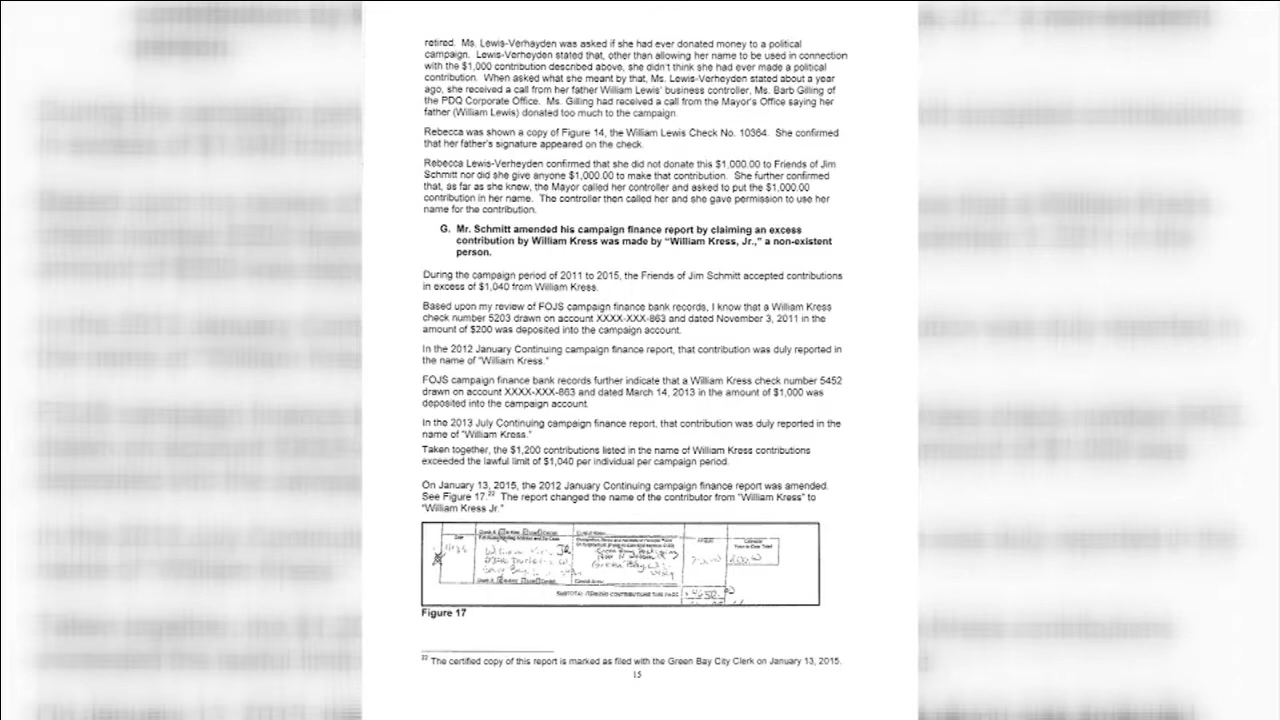 retired. Ms. Lewis-Verhayden was asked if she had ever donated money to a political
campaign. Lewis-Verheyden stated that, other than allowing her name to be used in connection
with the $1,000 contribution described above, she didn't think she had ever made a political
contribution. When asked what she meant by that, Ms. Lewis-Verheyden stated about a year
ago, she received a call from her father William Lewis' business controller, Ms. Barb Gilling of
the PDQ Corporate Office. Ms. Gilling had received a call from the Mayor's Office saying her
father (William Lewis) donated too much to the campaign.
Rebecca was shown a copy of Figure 14, the William Lewis Check No. 10364. She confirmed
that her father's signature appeared on the check.
Rebecca Lewis-Verheyden confirmed that she did not donate this $1,000.00 to Friends of Jim
Schmitt nor did she give anyone $1,000.00 to make that contribution. She further confirmed
that, as far as she knew, the Mayor called her controller and asked to put the $1,000.00
contribution in her name. The controller then called her and she gave permission to use her
name for the contribution.
G. Mr. Schmitt amended his campaign finance report by claiming an excess
contribution by William Kress was made by "William Kress, Jr.," a non-existent
person.
During the campaign period of 2011 to 2015, the Friends of Jim Schmitt accepted contributions
in excess of $1,040 from William Kress.
Based upon my review of FOJS campaign finance bank records, I know that a William Kress
check number 5203 drawn on account XXXX-XXX-863 and dated November 3, 2011 in the
amount of $200 was deposited into the campaign account.
In the 2012 January Continuing campaign finance report, that contribution was duly reported in
the name of "William Kress."
FOJS campaign finance bank records further indicate that a William Kress check number 5452
drawn on account XXXX-XXX-863 and dated March 14, 2013 in the amount of $1,000 was
deposited into the campaign account.
In the 2013 July Continuing campaign finance report, that contribution was duly reported in the
name of "William Kress."
Taken together, the $1,200 contributions listed in the name of William Kress contributions
exceeded the lawful limit of $1,040 per individual per campaign period.
On January 13, 2015, the 2012 January Continuing campaign finance report was amended.
See Figure 17.22 The report changed the name of the contributor from "William Kress" to
"William Kress Jr."
Date
William JR
Green Bay Packaging
Green Bay
SUBTOTAL ITEMIZED CONTRIBUTIONS THIS PAGE
Figure 17
22 The certified copy of this report is marked as filed with the Green Bay City Clerk on January 13, 2015.
15